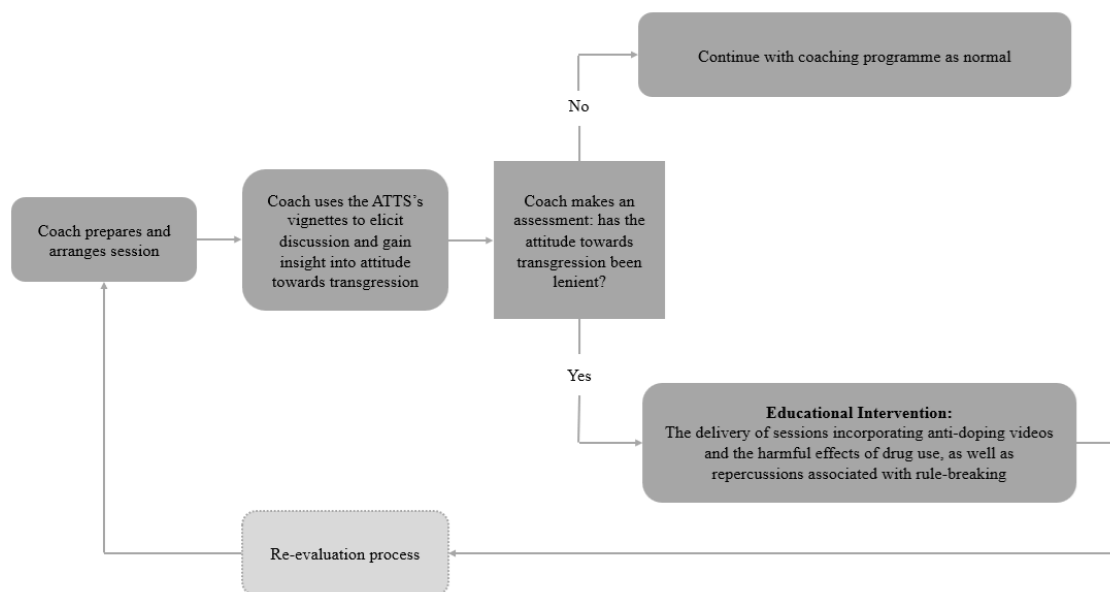 Continue with coaching programme as normal
No
Coach prepares and
arranges session
Coach uses the ATTS’s
vignettes to elicit
discussion and gain
insight into attitude
towards transgression
Coach makes an
assessment: has the
attitude towards
transgression been
lenient?
Yes
Educational Intervention:
The delivery of sessions incorporating anti-doping videos
and the harmful effects of drug use, as well as
repercussions associated with rule-breaking
Re-evaluation process